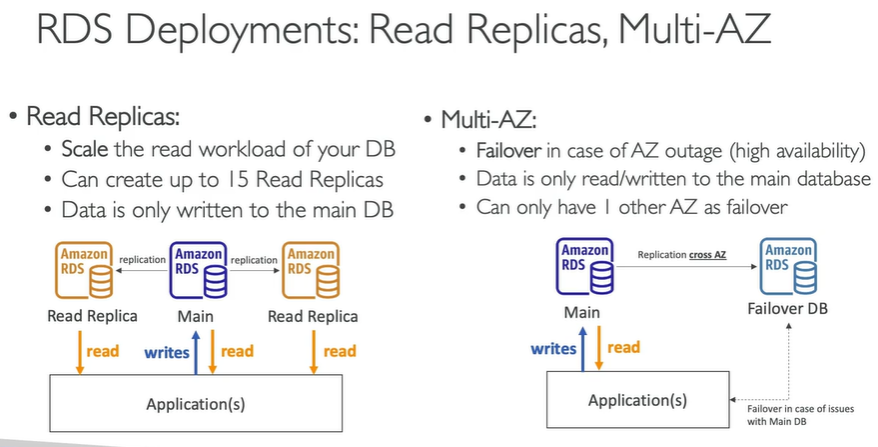 RDS Deployments: Read Replicas, Multi-AZ
• Read Replicas:
• Scale the read workload of your DB
• Can create up to 15 Read Replicas
• Data is only written to the main DB
Amazon
RDS
replication
Amazon
RDS
replication
Amazon
RDS
Read Replica
Main
Read Replica
read
writes
read
read
Application(s)
• Multi-AZ:
• Failover in case of AZ outage (high availability)
• Data is only read/written to the main database
• Can only have 1 other AZ as failover
Amazon
RDS
Replication cross AZ
Amazon
RDS
Main
Failover DB
writes
read
Application(s)
Failover in case of issues
with Main DB